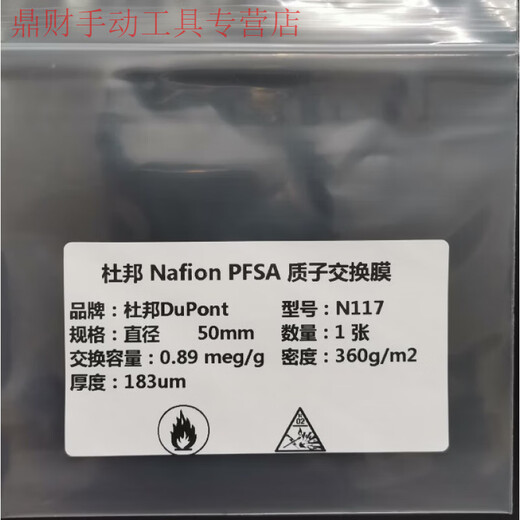 鼎财手动工具专营店
杜邦 Nafion PFSA 质子交换膜
品牌：杜邦DuPont 型号：N117
规格：直径 50mm 数量：1 张
交换容量：0.89 meg/g 密度：360g/m2
厚度：183um
02